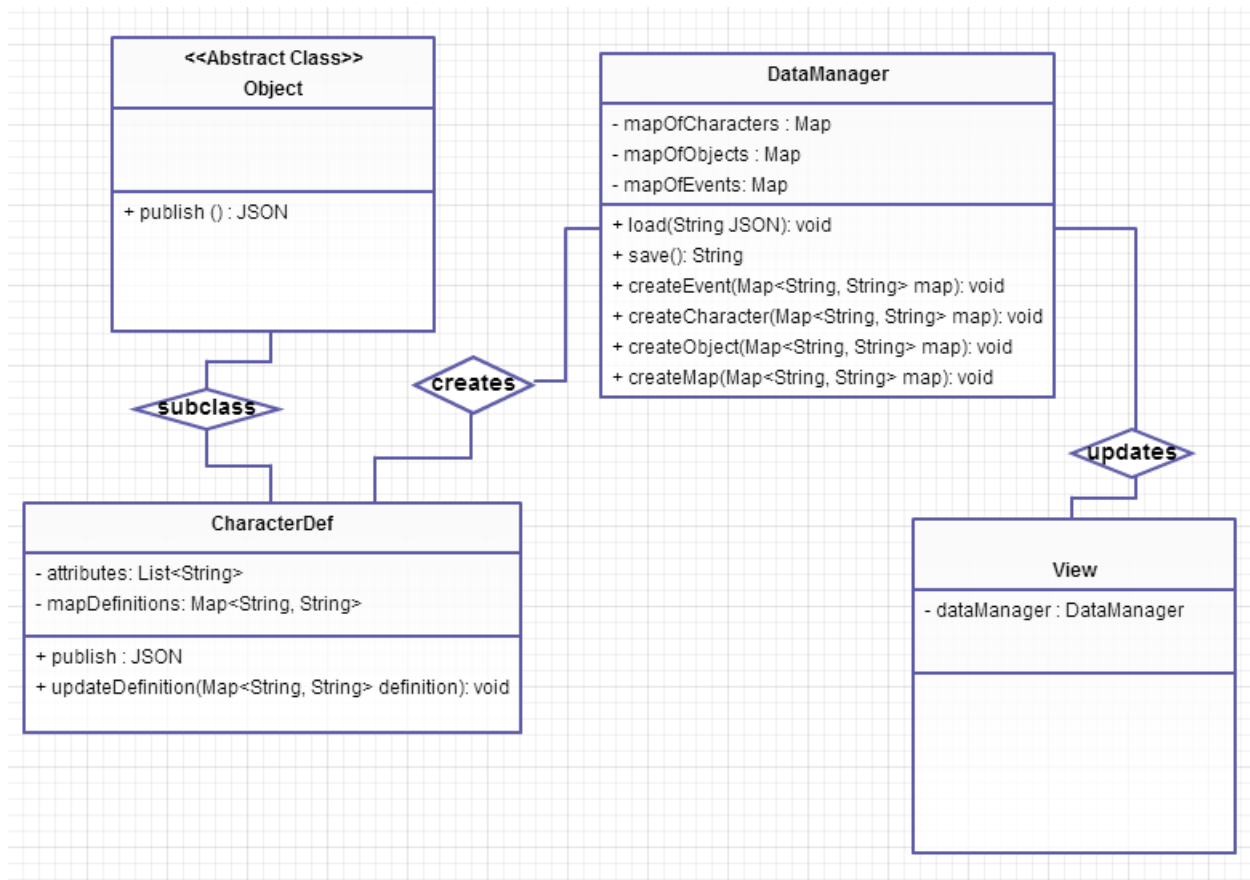 <<Abstract Class>>
Object
+ publish () : JSON
DataManager
- mapOfCharacters : Map
- mapOfObjects : Map
- mapOfEvents: Map
+ load(String JSON): void
+ save(): String
+ createEvent(Map<String, String> map): void
+ createCharacter(Map<String, String> map): void
+ createObject(Map<String, String> map): void
+ createMap(Map<String, String> map): void
subclass
creates
updates
CharacterDef
- attributes: List<String>
- mapDefinitions: Map<String, String>
+ publish : JSON
+ updateDefinition(Map<String, String> definition): void
View
- dataManager : DataManager